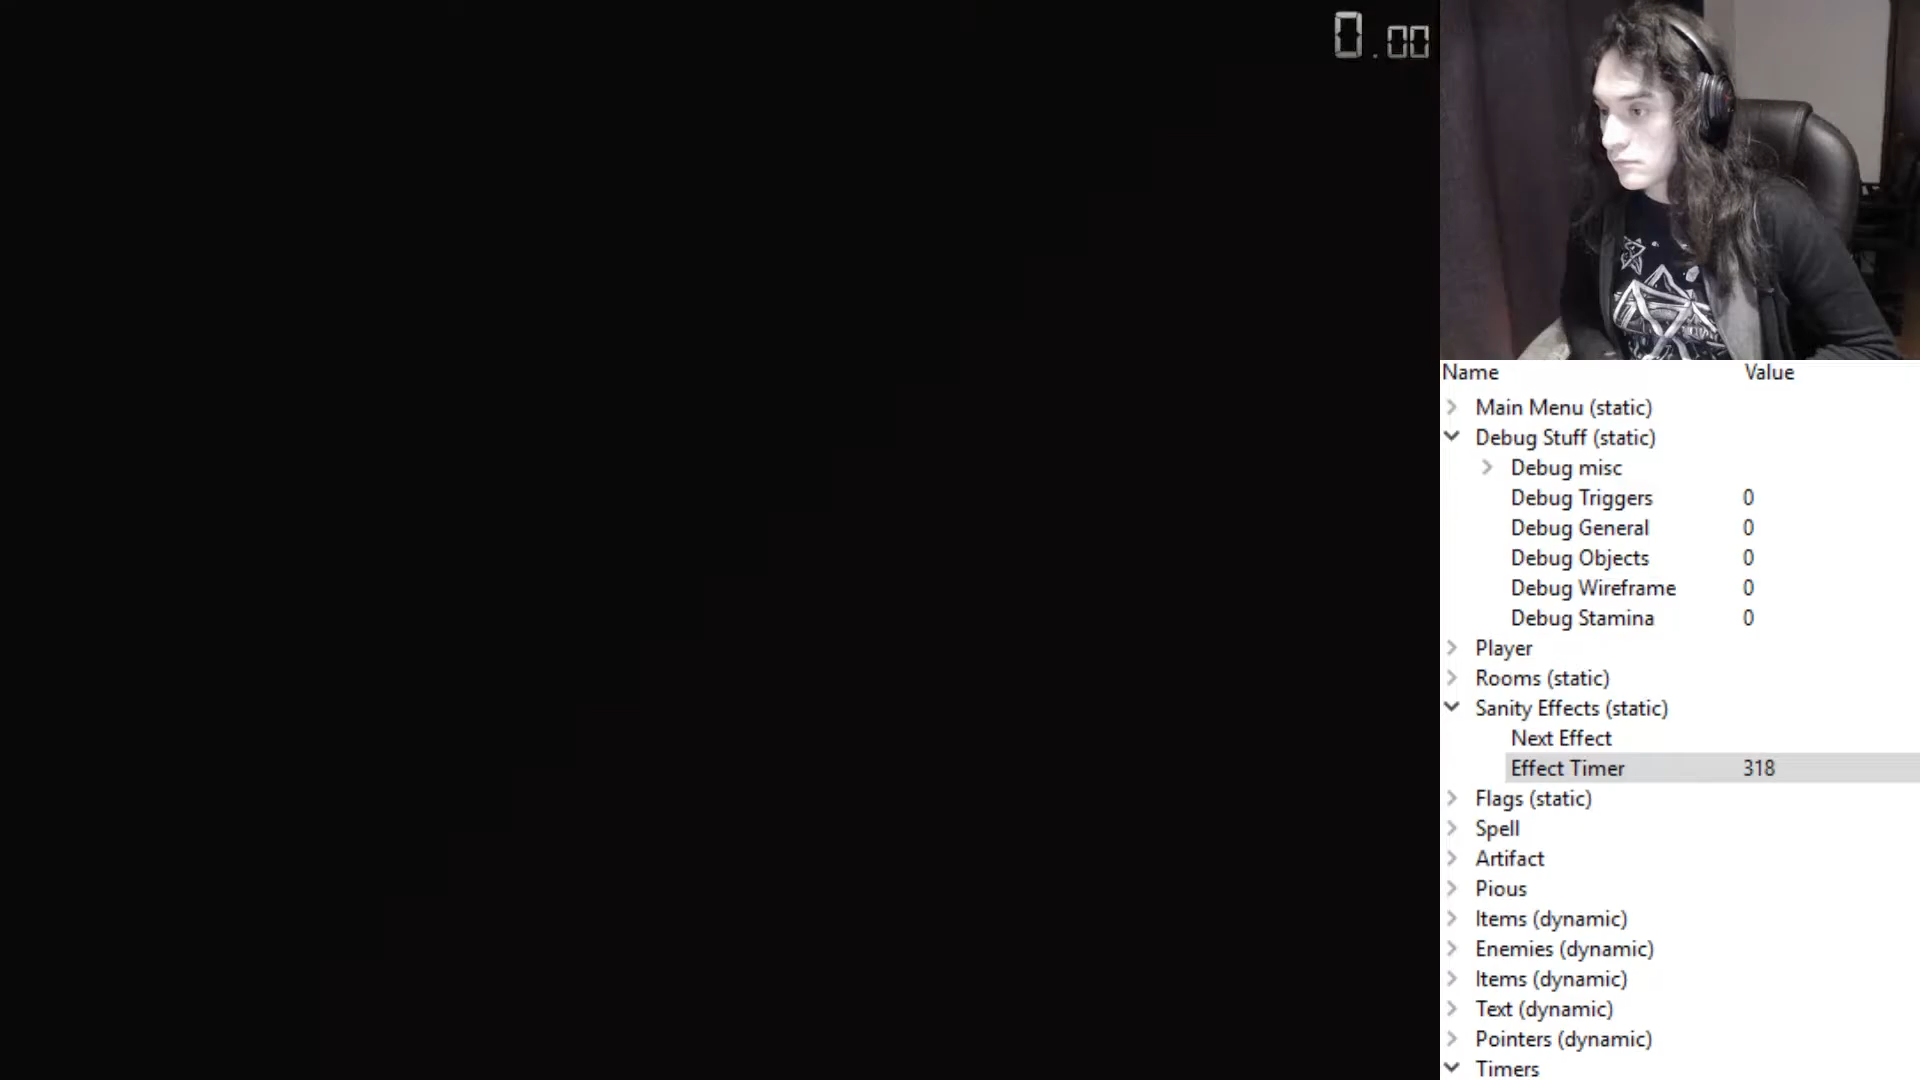 0.00
Name Value
Main Menu (static)
Debug Stuff (static)
Debug misc
Debug Triggers 0
Debug General 0
Debug Objects 0
Debug Wireframe 0
Debug Stamina 0
Player
Rooms (static)
Sanity Effects (static)
Next Effect
Effect Timer 318
Flags (static)
Spell
Artifact
Pious
Items (dynamic)
Enemies (dynamic)
Items (dynamic)
Text (dynamic)
Pointers (dynamic)
Timers